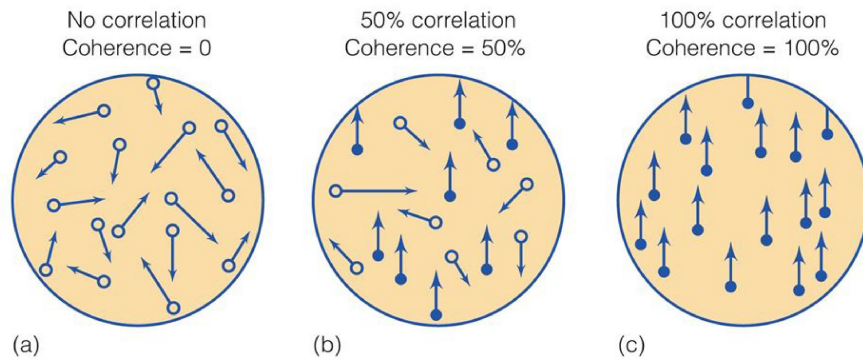 No correlation
Coherence = 0
50% correlation
Coherence = 50%
100% correlation
Coherence = 100%
(a)
(b)
(c)